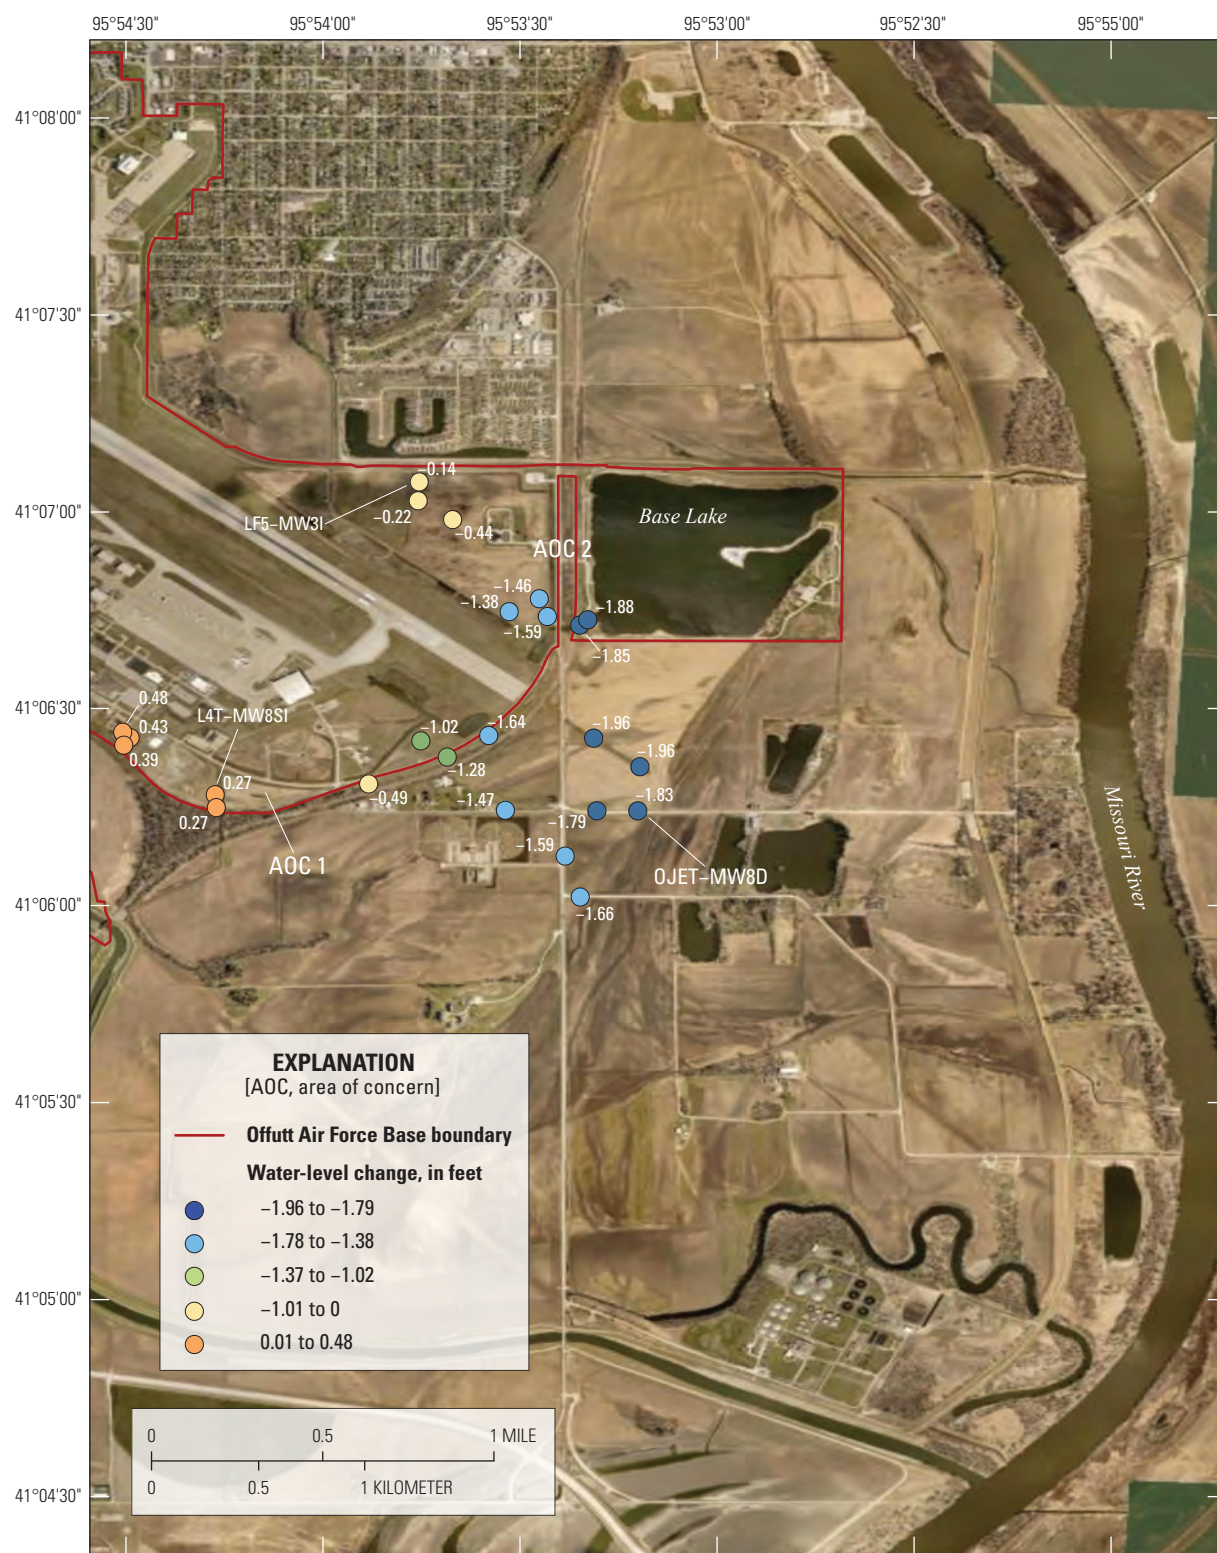 95°54'30" 95°54'00" 95°53'30" 95°53'00" 95°52'30" 95°55'00"
41°08'00"
41°07'30"
−0.14
41°07'00"
LF5−MW3I
−0.22
−0.44
Base Lake
AOC 2
−1.46
−1.38
−1.59
−1.88
−1.85
41°06'30"
0.48
L4T−MW8SI
0.43
0.39
−1.02
−1.64
−1.96
−1.96
−1.28
0.27
−0.49
−1.47
−1.83
0.27
−1.79
−1.59
AOC 1
OJET−MW8D
Missouri River
41°06'00"
−1.66
EXPLANATION
[AOC, area of concern]
41°05'30"
Offutt Air Force Base boundary
Water-level change, in feet
−1.96 to −1.79
−1.78 to −1.38
−1.37 to −1.02
41°05'00"
−1.01 to 0
0.01 to 0.48
0 0.5 1 MILE
0 0.5 1 KILOMETER
41°04'30"